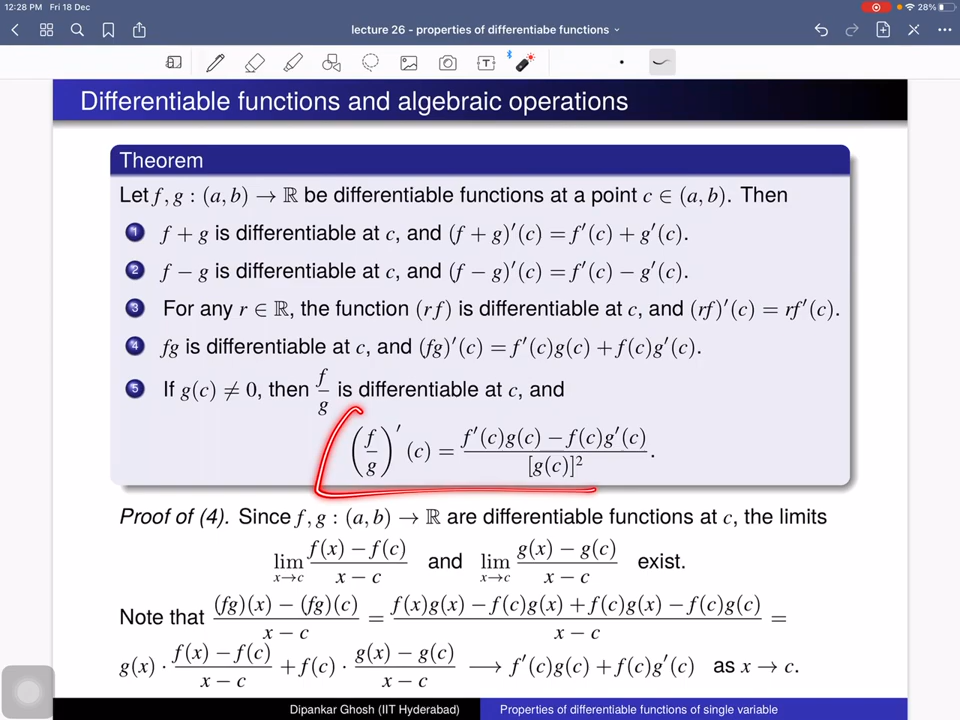 12:28 PM Fri 18 Dec
28%
lecture 26 - properties of differentiabe functions
Differentiable functions and algebraic operations
Theorem
Let f, g : (a, b) → ℝ be differentiable functions at a point c ∈ (a, b). Then
1 f + g is differentiable at c, and (f + g)′(c) = f′(c) + g′(c).
2 f − g is differentiable at c, and (f − g)′(c) = f′(c) − g′(c).
3 For any r ∈ ℝ, the function (rf) is differentiable at c, and (rf)′(c) = rf′(c).
4 fg is differentiable at c, and (fg)′(c) = f′(c)g(c) + f(c)g′(c).
5 If g(c) ≠ 0, then f/g is differentiable at c, and
(f/g)′(c) = (f′(c)g(c) − f(c)g′(c))/[g(c)]².
Proof of (4). Since f, g : (a, b) → ℝ are differentiable functions at c, the limits
lim x→c (f(x) − f(c))/(x − c) and lim x→c (g(x) − g(c))/(x − c) exist.
Note that ((fg)(x) − (fg)(c))/(x − c) = (f(x)g(x) − f(c)g(x) + f(c)g(x) − f(c)g(c))/(x − c) =
g(x) · (f(x) − f(c))/(x − c) + f(c) · (g(x) − g(c))/(x − c) ⟶ f′(c)g(c) + f(c)g′(c) as x → c.
Dipankar Ghosh (IIT Hyderabad) Properties of differentiable functions of single variable